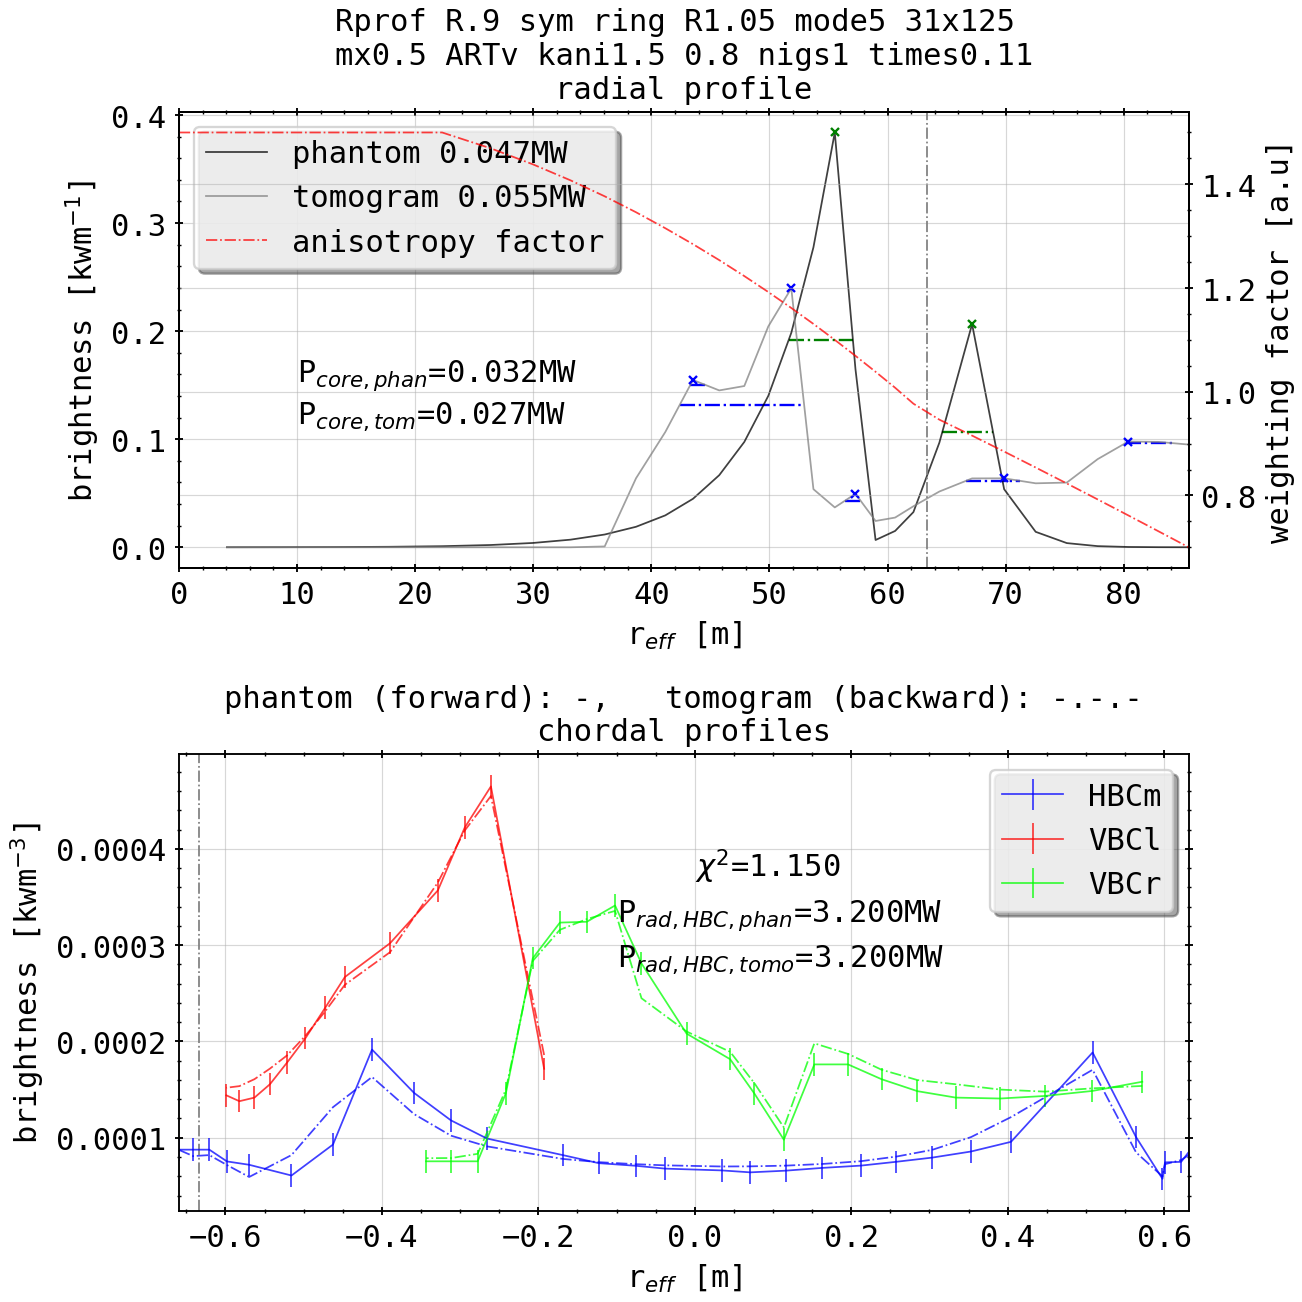 Rprof R.9 sym ring R1.05 mode5 31x125
mx0.5 ARTv kani1.5 0.8 nigs1 times0.11
radial profile
phantom 0.047MW
tomogram 0.055MW
anisotropy factor
P_{core,phan}=0.032MW
P_{core,tom}=0.027MW
brightness [kwm^{-1}]
0.4
0.3
0.2
0.1
0.0
weighting factor [a.u]
1.4
1.2
1.0
0.8
0 10 20 30 40 50 60 70 80
r_{eff} [m]
phantom (forward): -, tomogram (backward): -.-.-
chordal profiles
HBCm
VBCl
VBCr
χ^2=1.150
P_{rad,HBC,phan}=3.200MW
P_{rad,HBC,tomo}=3.200MW
brightness [kwm^{-3}]
0.0004
0.0003
0.0002
0.0001
−0.6 −0.4 −0.2 0.0 0.2 0.4 0.6
r_{eff} [m]